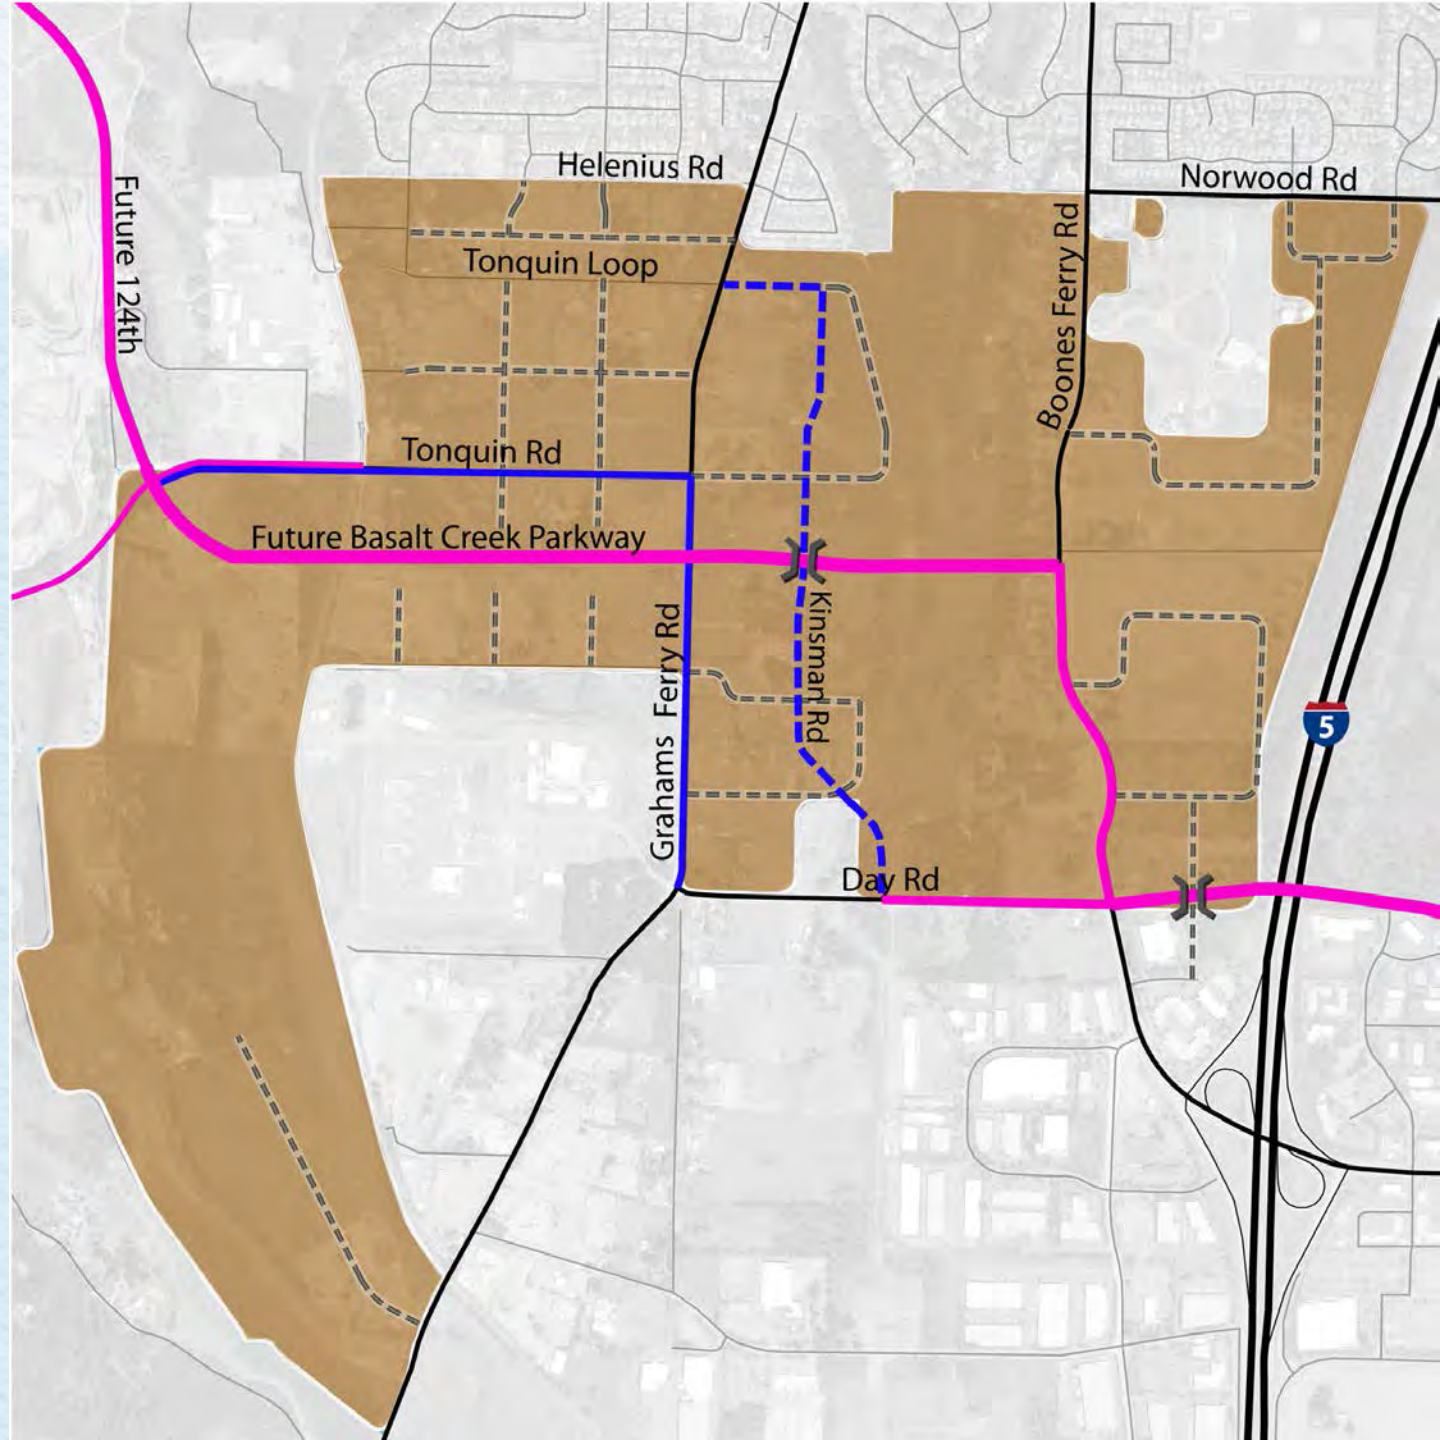 Helenius Rd
Norwood Rd
Future 124th
Tonquin Loop
Boones Ferry Rd
Tonquin Rd
Future Basalt Creek Parkway
Kinsman Rd
Grahams Ferry Rd
5
Day Rd